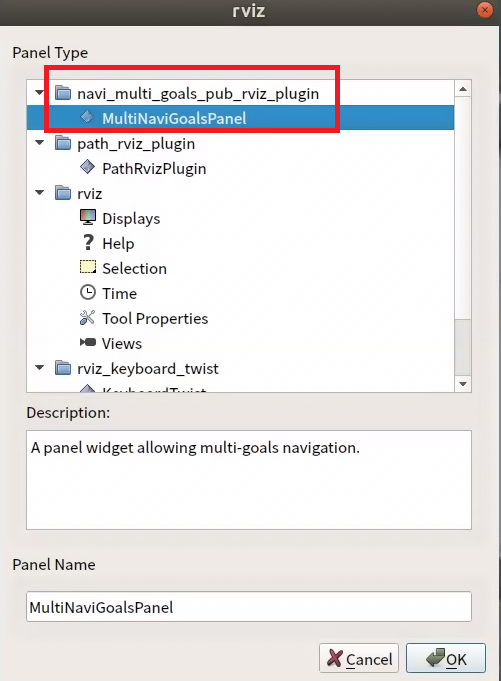 rviz
Panel Type
navi_multi_goals_pub_rviz_plugin
MultiNaviGoalsPanel
path_rviz_plugin
PathRvizPlugin
rviz
Displays
Help
Selection
Time
Tool Properties
Views
rviz_keyboard_twist
KeyboardTwist
Description:
A panel widget allowing multi-goals navigation.
Panel Name
MultiNaviGoalsPanel
Cancel
OK